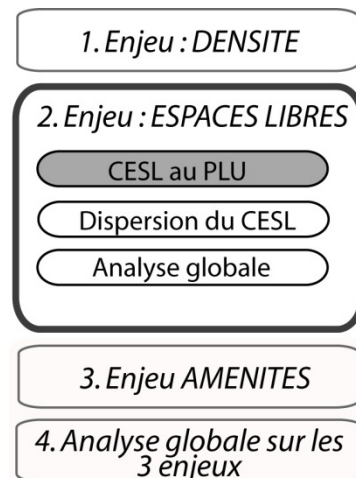 1. Enjeu : DENSITE
2. Enjeu : ESPACES LIBRES
CESL au PLU
Dispersion du CESL
Analyse globale
3. Enjeu AMENITES
4. Analyse globale sur les
3 enjeux